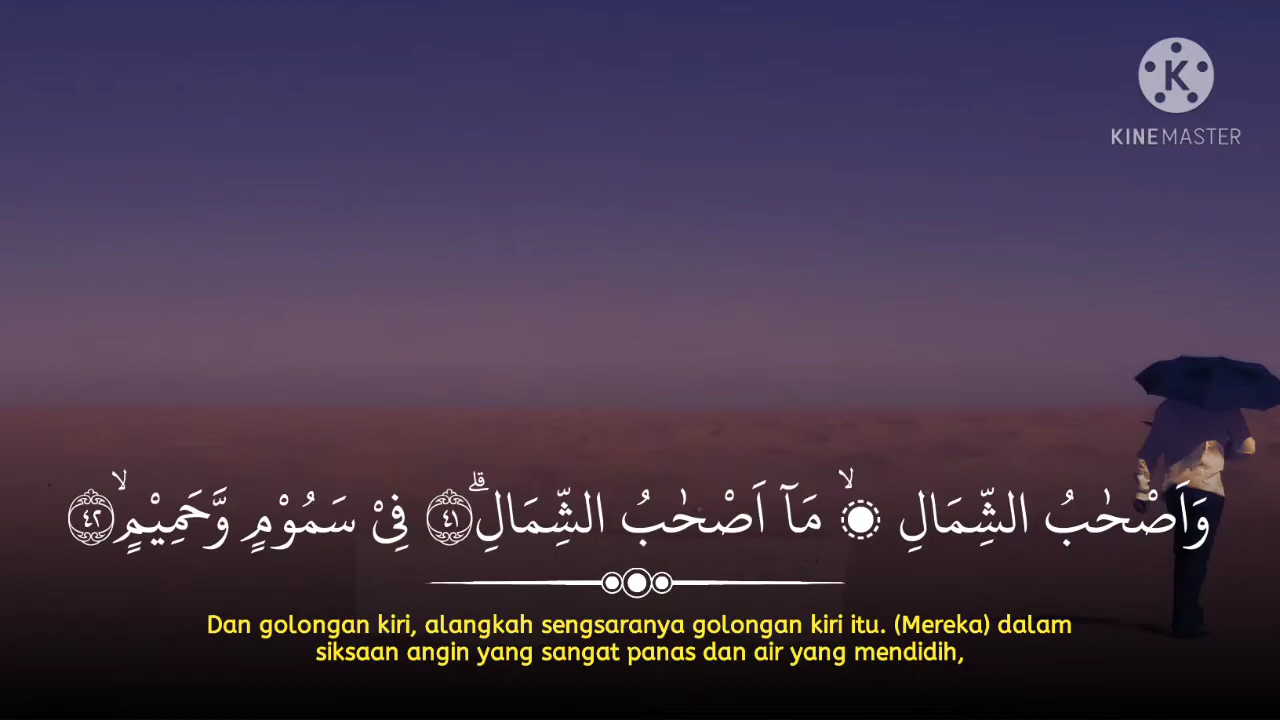 K
KINEMASTER
وَاَصْحٰبُ الشِّمَالِ ۙ مَآ اَصْحٰبُ الشِّمَالِۗ ٤١ فِيْ سَمُوْمٍ وَّحَمِيْمٍۙ ٤٢
Dan golongan kiri, alangkah sengsaranya golongan kiri itu. (Mereka) dalam
siksaan angin yang sangat panas dan air yang mendidih,